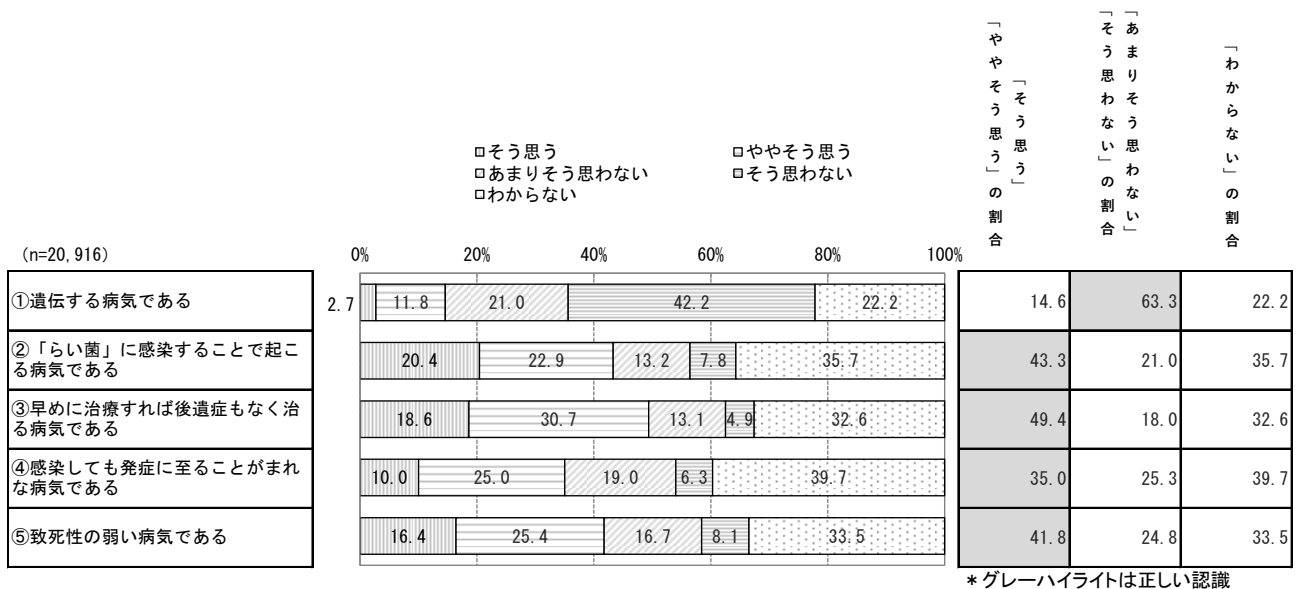 「そう思う」
「ややそう思う」の割合
「あまりそう思わない」
「そう思わない」の割合
「わからない」の割合
そう思う ややそう思う
あまりそう思わない そう思わない
わからない
(n=20,916) 0% 20% 40% 60% 80% 100%
①遺伝する病気である 2.7 11.8 21.0 42.2 22.2 14.6 63.3 22.2
②「らい菌」に感染することで起こ
る病気である
20.4 22.9 13.2 7.8 35.7 43.3 21.0 35.7
③早めに治療すれば後遺症もなく治
る病気である
18.6 30.7 13.1 4.9 32.6 49.4 18.0 32.6
④感染しても発症に至ることがまれ
な病気である
10.0 25.0 19.0 6.3 39.7 35.0 25.3 39.7
⑤致死性の弱い病気である 16.4 25.4 16.7 8.1 33.5 41.8 24.8 33.5
*グレーハイライトは正しい認識